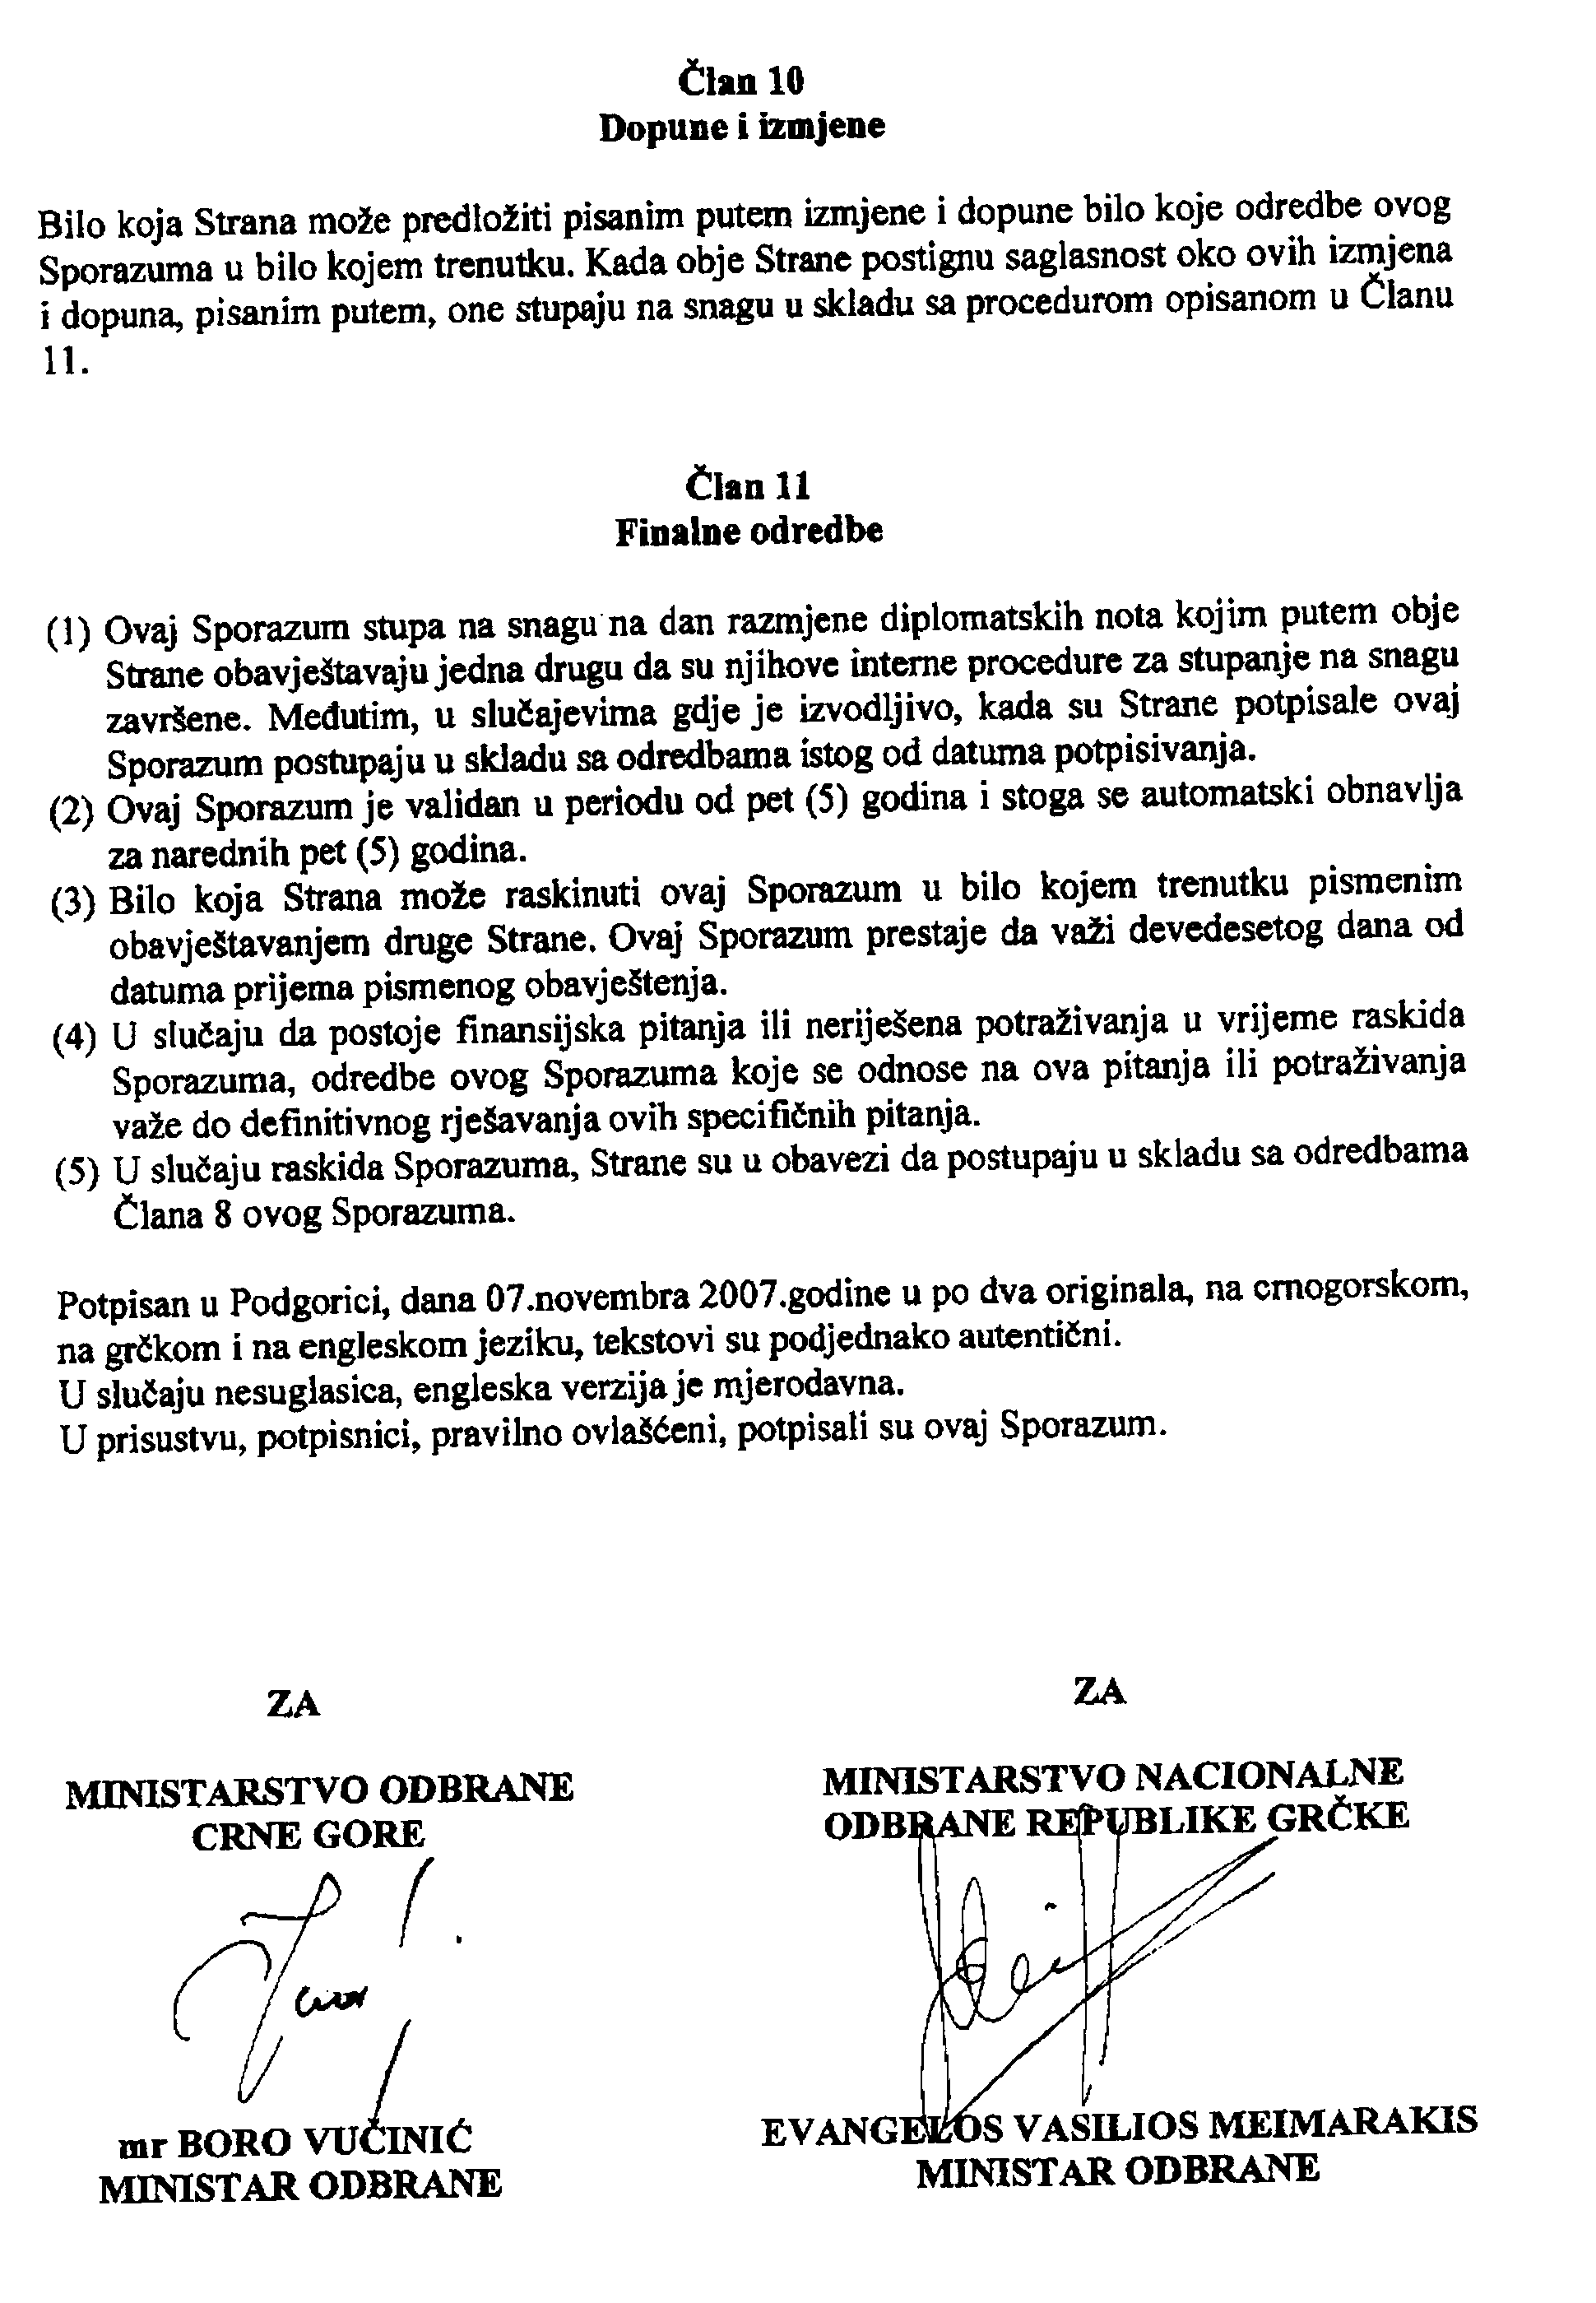 Član 10
Dopune i izmjene
Bilo koja Strana može predložiti pisanim putem izmjene i dopune bilo koje odredbe ovog
Sporazuma u bilo kojem trenutku. Kada obje Strane postignu saglasnost oko ovih izmjena
i dopuna, pisanim putem, one stupaju na snagu u skladu sa procedurom opisanom u Članu
11.
Član 11
Finalne odredbe
(1) Ovaj Sporazum stupa na snagu na dan razmjene diplomatskih nota kojim putem obje
Strane obavještavaju jedna drugu da su njihove interne procedure za stupanje na snagu
završene. Međutim, u slučajevima gdje je izvodljivo, kada su Strane potpisale ovaj
Sporazum postupaju u skladu sa odredbama istog od datuma potpisivanja.
(2) Ovaj Sporazum je validan u periodu od pet (5) godina i stoga se automatski obnavlja
za narednih pet (5) godina.
(3) Bilo koja Strana može raskinuti ovaj Sporazum u bilo kojem trenutku pismenim
obavještavanjem druge Strane. Ovaj Sporazum prestaje da važi devedesetog dana od
datuma prijema pismenog obavještenja.
(4) U slučaju da postoje finansijska pitanja ili neriješena potraživanja u vrijeme raskida
Sporazuma, odredbe ovog Sporazuma koje se odnose na ova pitanja ili potraživanja
važe do definitivnog rješavanja ovih specifičnih pitanja.
(5) U slučaju raskida Sporazuma, Strane su u obavezi da postupaju u skladu sa odredbama
Člana 8 ovog Sporazuma.
Potpisan u Podgorici, dana 07.novembra 2007.godine u po dva originala, na crnogorskom,
na grčkom i na engleskom jeziku, tekstovi su podjednako autentični.
U slučaju nesuglasica, engleska verzija je mjerodavna.
U prisustvu, potpisnici, pravilno ovlašćeni, potpisali su ovaj Sporazum.
ZA
MINISTARSTVO ODBRANE
CRNE GORE
mr BORO VUČINIĆ
MINISTAR ODBRANE
ZA
MINISTARSTVO NACIONALNE
ODBRANE REPUBLIKE GRČKE
EVANGELOS VASILIOS MEIMARAKIS
MINISTAR ODBRANE